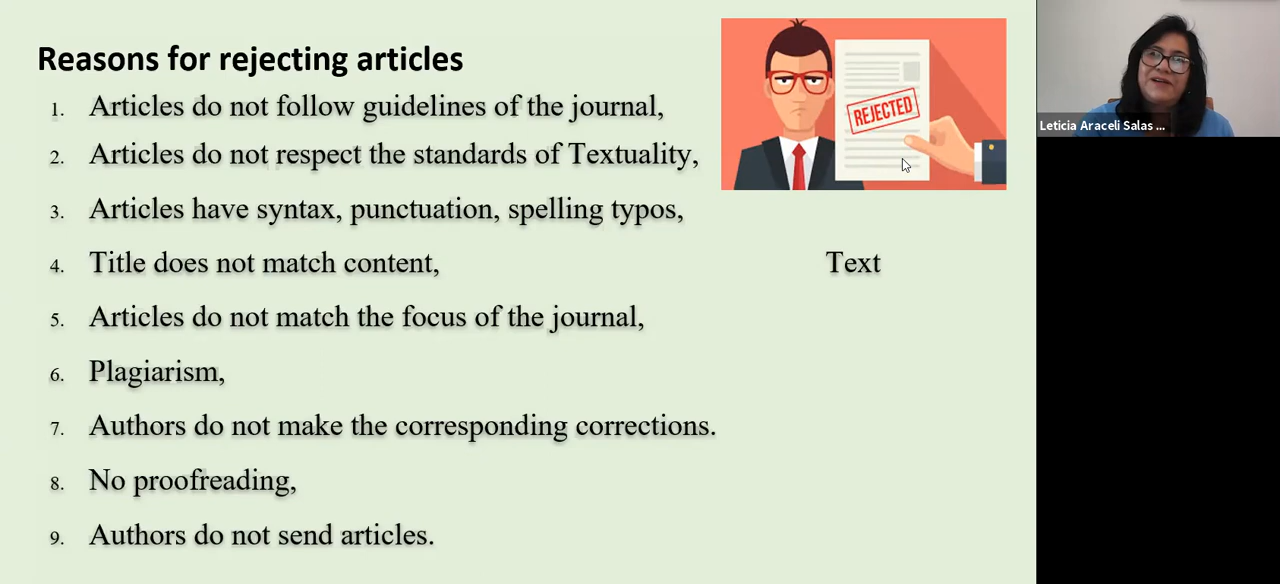 Reasons for rejecting articles
1. Articles do not follow guidelines of the journal,
2. Articles do not respect the standards of Textuality,
3. Articles have syntax, punctuation, spelling typos,
4. Title does not match content,
5. Articles do not match the focus of the journal,
6. Plagiarism,
7. Authors do not make the corresponding corrections.
8. No proofreading,
9. Authors do not send articles.
REJECTED
Text
Leticia Araceli Salas ...